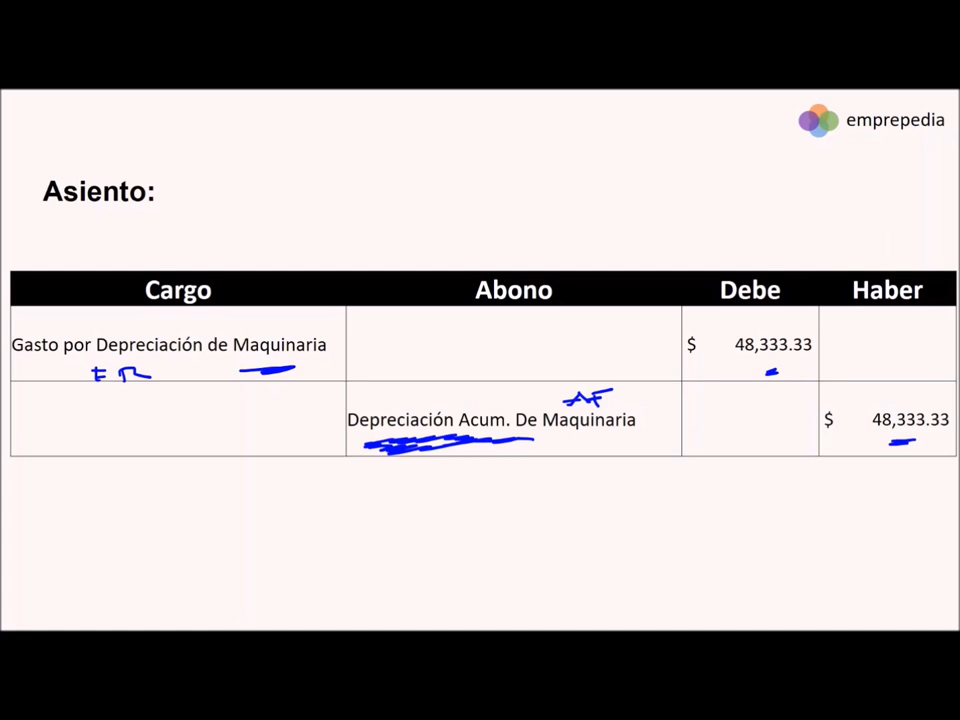 emprepedia
Asiento:
Cargo Abono Debe Haber
Gasto por Depreciación de Maquinaria $ 48,333.33
ER
AF
Depreciación Acum. De Maquinaria $ 48,333.33